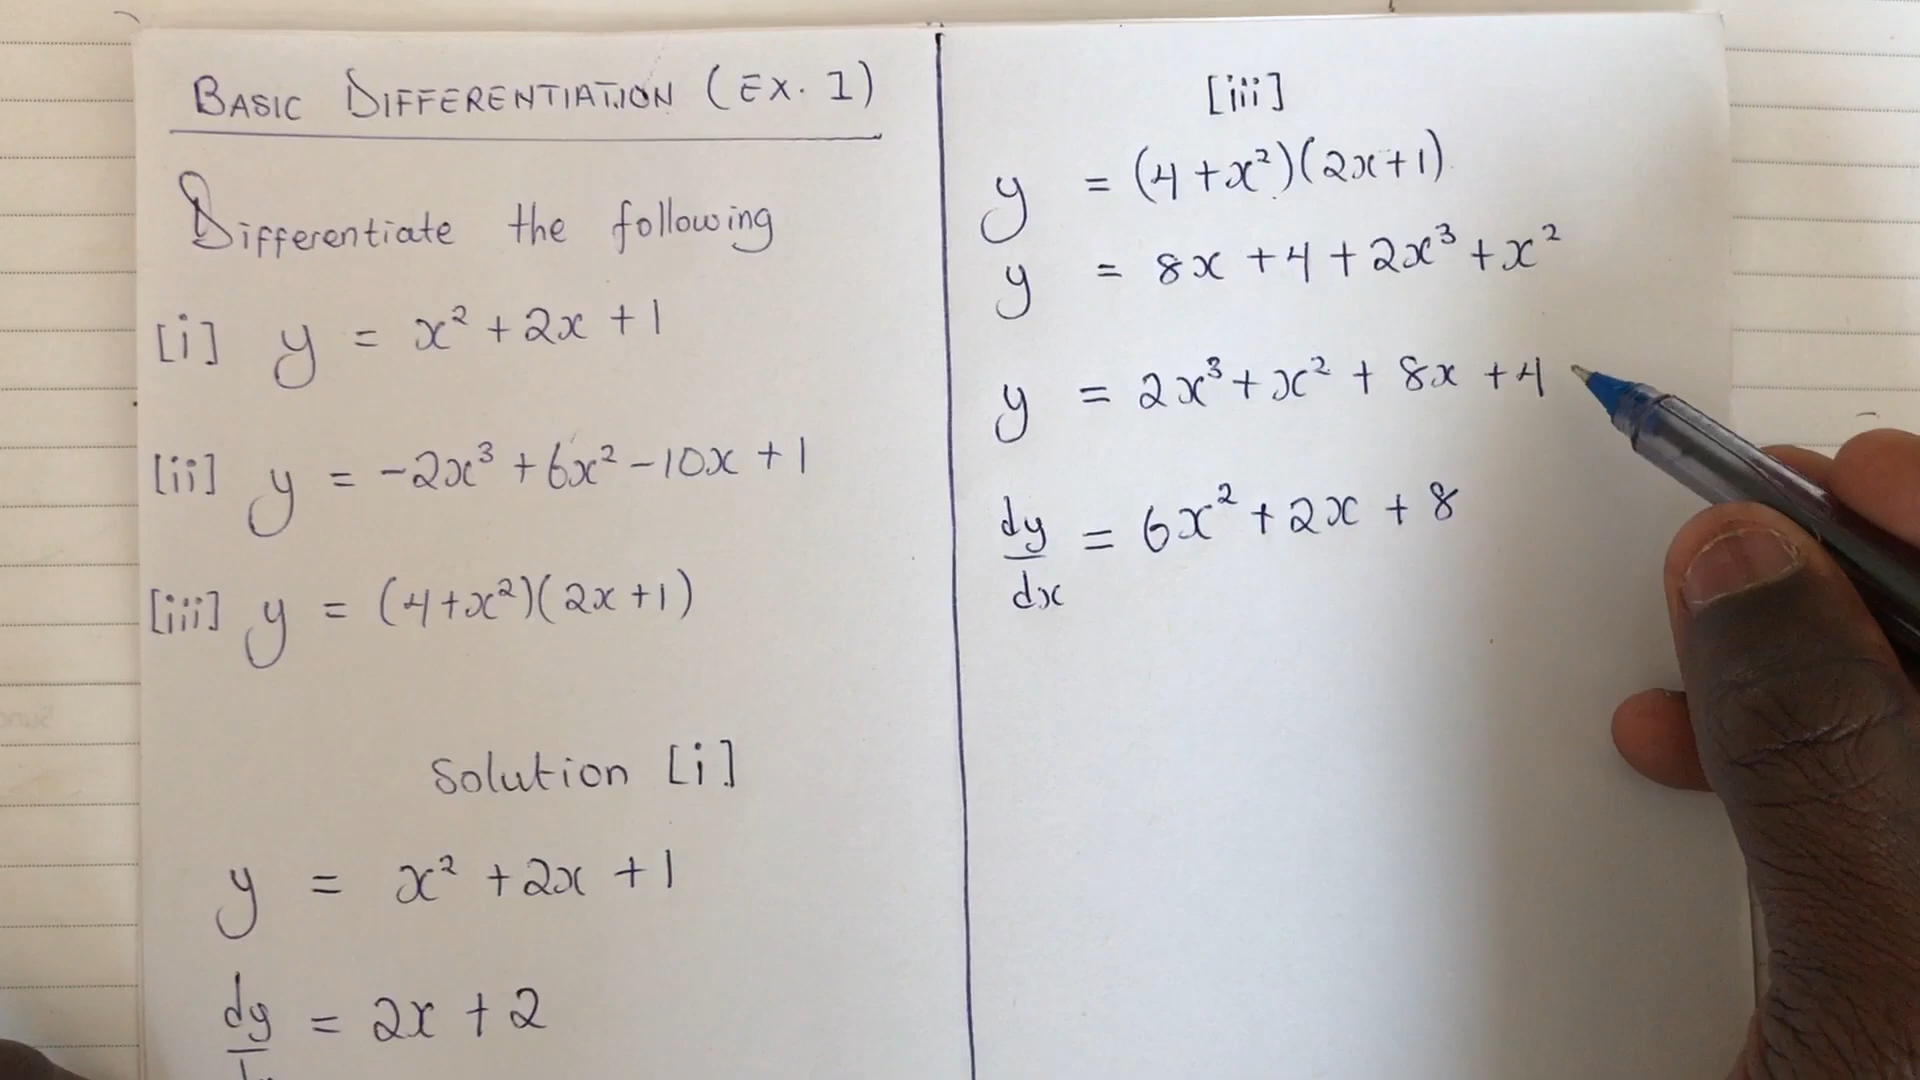 BASIC DIFFERENTIATION (EX. 1)
Differentiate the following
[i] y = x² + 2x + 1
[ii] y = -2x³ + 6x² - 10x + 1
[iii] y = (4+x²)(2x+1)
Solution [i]
y = x² + 2x + 1
dy = 2x + 2
[iii]
y = (4+x²)(2x+1)
y = 8x + 4 + 2x³ + x²
y = 2x³ + x² + 8x + 4
dy/dx = 6x² + 2x + 8